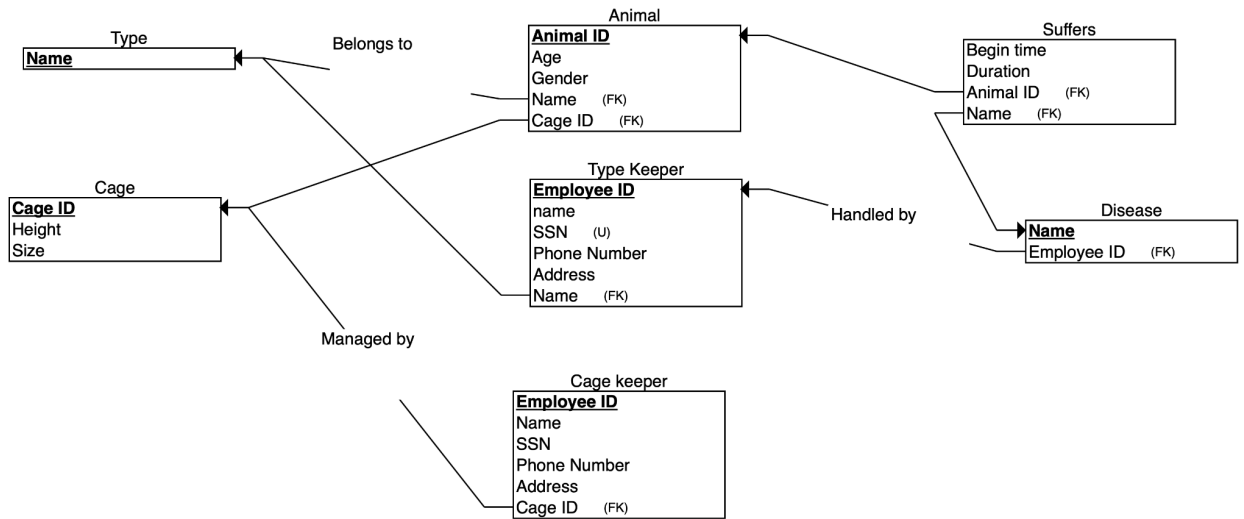 Type
Name
Belongs to
Animal
Animal ID
Age
Gender
Name (FK)
Cage ID (FK)
Suffers
Begin time
Duration
Animal ID (FK)
Name (FK)
Cage
Cage ID
Height
Size
Type Keeper
Employee ID
name
SSN (U)
Phone Number
Address
Name (FK)
Handled by
Disease
Name
Employee ID (FK)
Managed by
Cage keeper
Employee ID
Name
SSN
Phone Number
Address
Cage ID (FK)